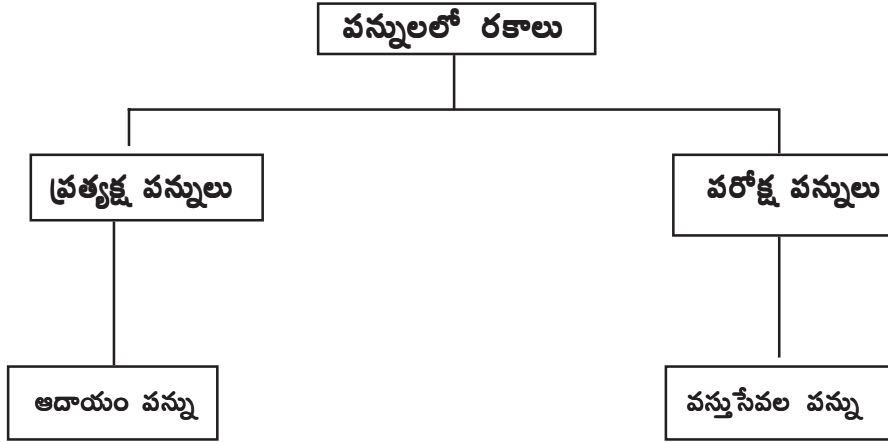 పన్నులలో రకాలు
ప్రత్యక్ష పన్నులు
పరోక్ష పన్నులు
ఆదాయం పన్ను
వస్తుసేవల పన్ను